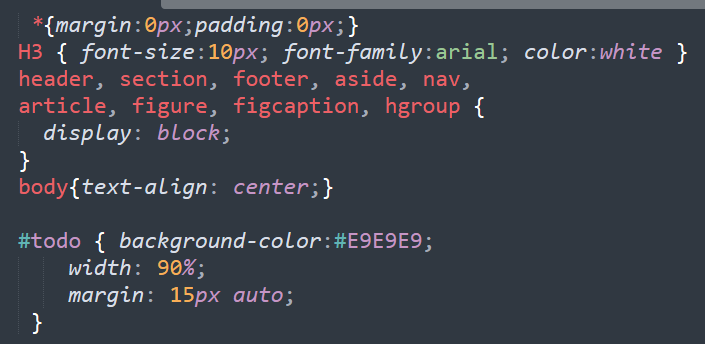 *{margin:0px;padding:0px;}
H3 { font-size:10px; font-family:arial; color:white }
header, section, footer, aside, nav,
article, figure, figcaption, hgroup {
display: block;
}
body{text-align: center;}
#todo { background-color:#E9E9E9;
width: 90%;
margin: 15px auto;
}